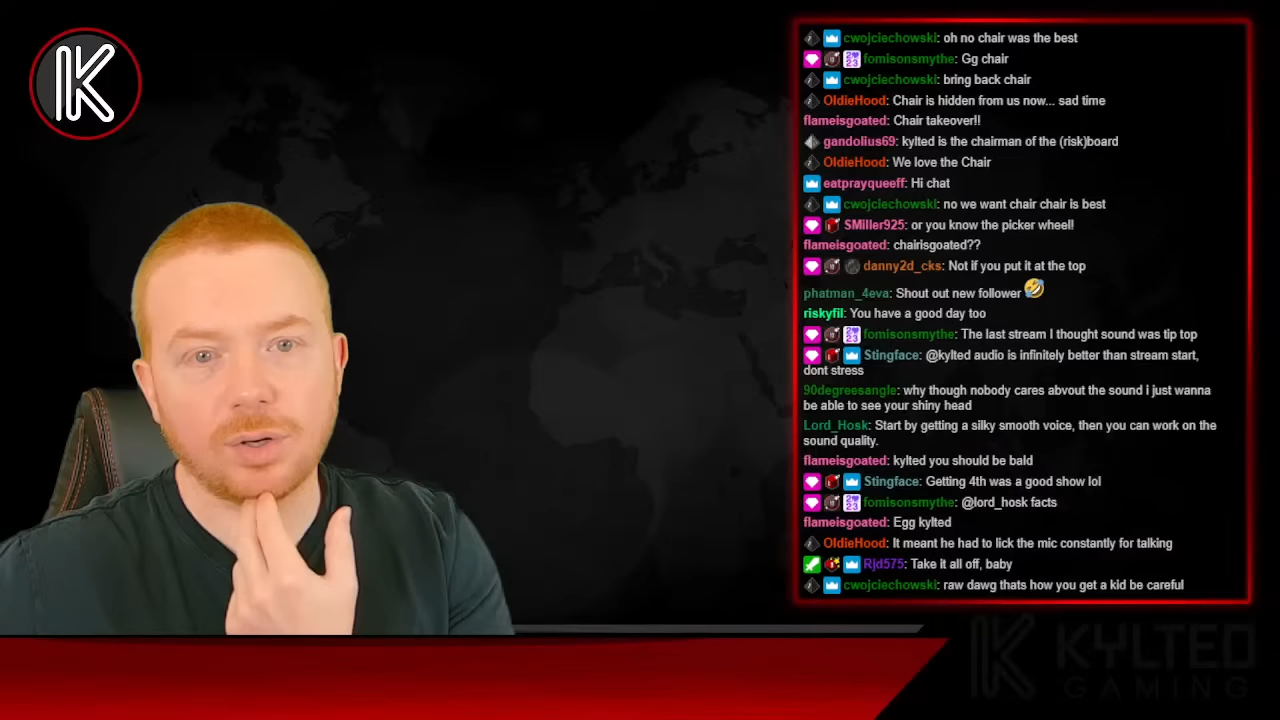 K
cwojciechowski: oh no chair was the best
fomisonsmythe: Gg chair
cwojciechowski: bring back chair
OldieHood: Chair is hidden from us now... sad time
flameisgoated: Chair takeover!!
gandolius69: kylted is the chairman of the (risk)board
OldieHood: We love the Chair
eatprayqueeff: Hi chat
cwojciechowski: no we want chair chair is best
SMiller925: or you know the picker wheel!
flameisgoated: chairisgoated??
danny2d_cks: Not if you put it at the top
phatman_4eva: Shout out new follower 🤣
riskyfil: You have a good day too
fomisonsmythe: The last stream I thought sound was tip top
Stingface: @kylted audio is infinitely better than stream start,
dont stress
90degreesangle: why though nobody cares abvout the sound i just wanna
be able to see your shiny head
Lord_Hosk: Start by getting a silky smooth voice, then you can work on the
sound quality.
flameisgoated: kylted you should be bald
Stingface: Getting 4th was a good show lol
fomisonsmythe: @lord_hosk facts
flameisgoated: Egg kylted
OldieHood: It meant he had to lick the mic constantly for talking
Rjd575: Take it all off, baby
cwojciechowski: raw dawg thats how you get a kid be careful
K KYLTED
GAMING